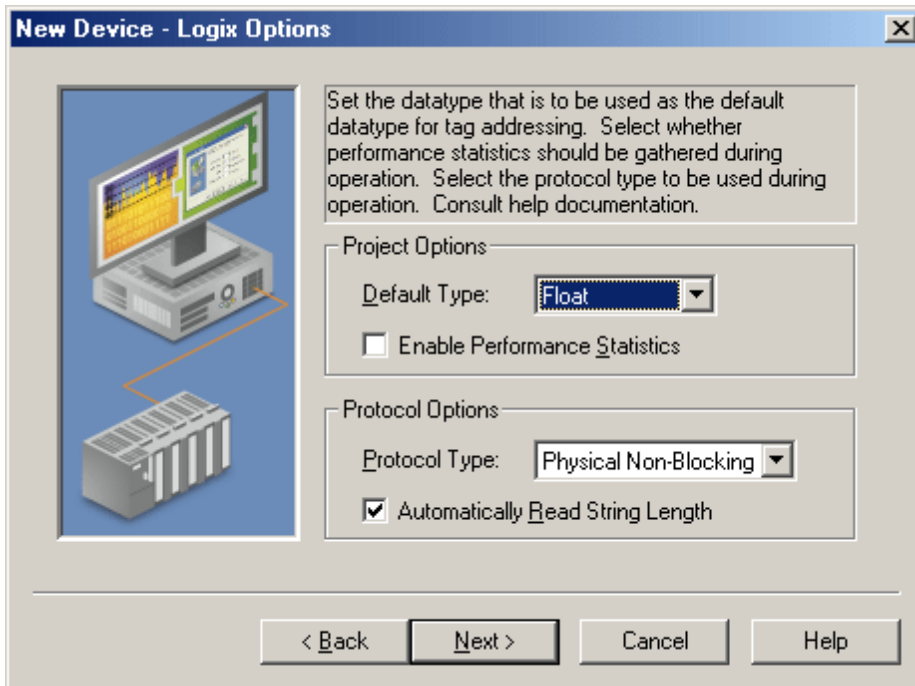 New Device - Logix Options
Set the datatype that is to be used as the default
datatype for tag addressing.  Select whether
performance statistics should be gathered during
operation.  Select the protocol type to be used during
operation.  Consult help documentation.
Project Options
Default Type: Float
Enable Performance Statistics
Protocol Options
Protocol Type: Physical Non-Blocking
Automatically Read String Length
< Back Next > Cancel Help